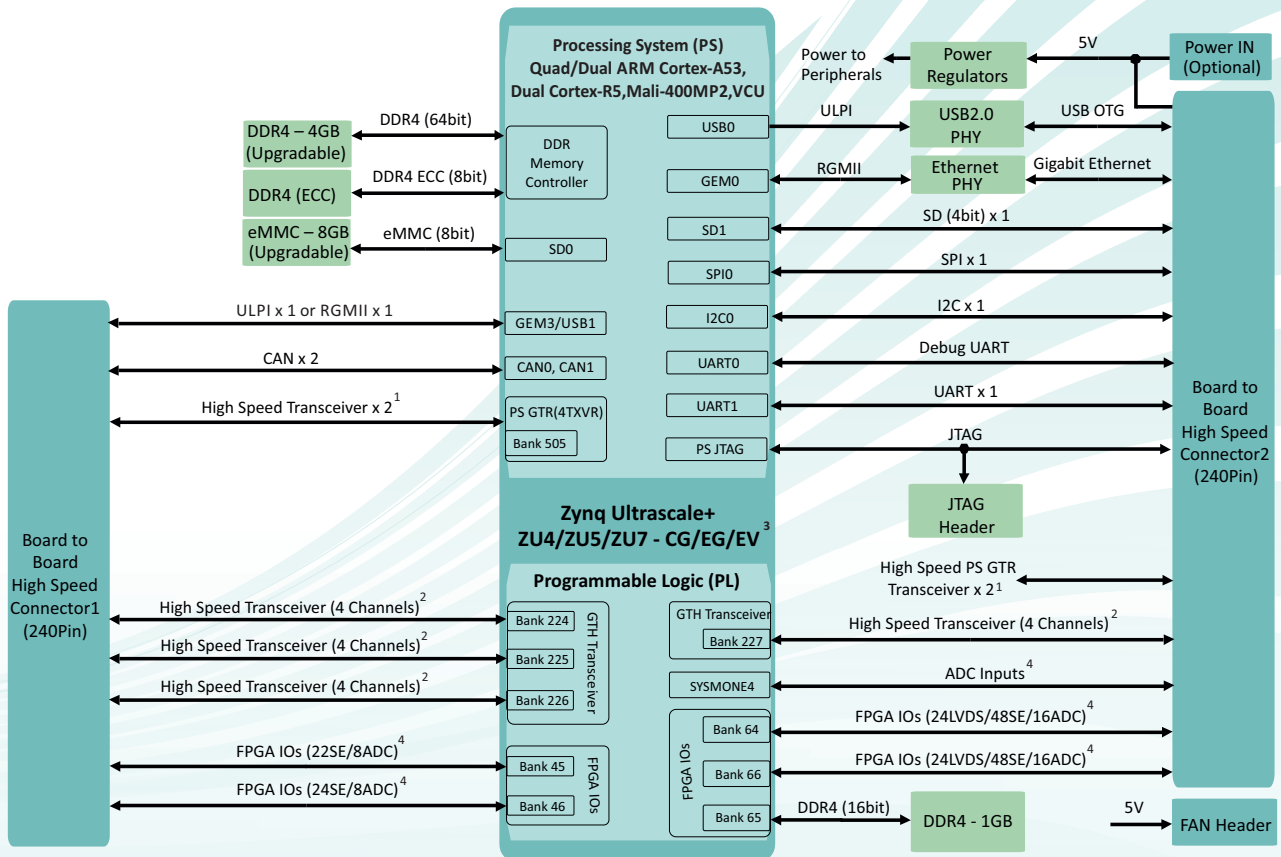 Processing System (PS)
Quad/Dual ARM Cortex-A53,
Dual Cortex-R5,Mali-400MP2,VCU
Power to
Peripherals
Power
Regulators
5V
Power IN
(Optional)
DDR4 – 4GB
(Upgradable)
DDR4 (64bit)
DDR
Memory
Controller
DDR4 (ECC)
DDR4 ECC (8bit)
eMMC – 8GB
(Upgradable)
eMMC (8bit)
SD0
USB0
ULPI
USB2.0
PHY
USB OTG
GEM0
RGMII
Ethernet
PHY
Gigabit Ethernet
SD1
SD (4bit) x 1
SPI0
SPI x 1
I2C0
I2C x 1
UART0
Debug UART
UART1
UART x 1
PS JTAG
JTAG
JTAG
Header
ULPI x 1 or RGMII x 1
GEM3/USB1
CAN x 2
CAN0, CAN1
High Speed Transceiver x 2¹
PS GTR(4TXVR)
Bank 505
Board to
Board
High Speed
Connector2
(240Pin)
Zynq Ultrascale+
ZU4/ZU5/ZU7 - CG/EG/EV ³
High Speed PS GTR
Transceiver x 2¹
Board to
Board
High Speed
Connector1
(240Pin)
Programmable Logic (PL)
High Speed Transceiver (4 Channels)²
Bank 224
High Speed Transceiver (4 Channels)²
Bank 225
High Speed Transceiver (4 Channels)²
Bank 226
GTH Transceiver
GTH Transceiver
Bank 227
High Speed Transceiver (4 Channels)²
SYSMONE4
ADC Inputs⁴
FPGA IOs (22SE/8ADC)⁴
Bank 45
FPGA IOs (24SE/8ADC)⁴
Bank 46
FPGA IOs
FPGA IOs
Bank 64
FPGA IOs (24LVDS/48SE/16ADC)⁴
Bank 66
FPGA IOs (24LVDS/48SE/16ADC)⁴
Bank 65
DDR4 (16bit)
DDR4 - 1GB
5V
FAN Header